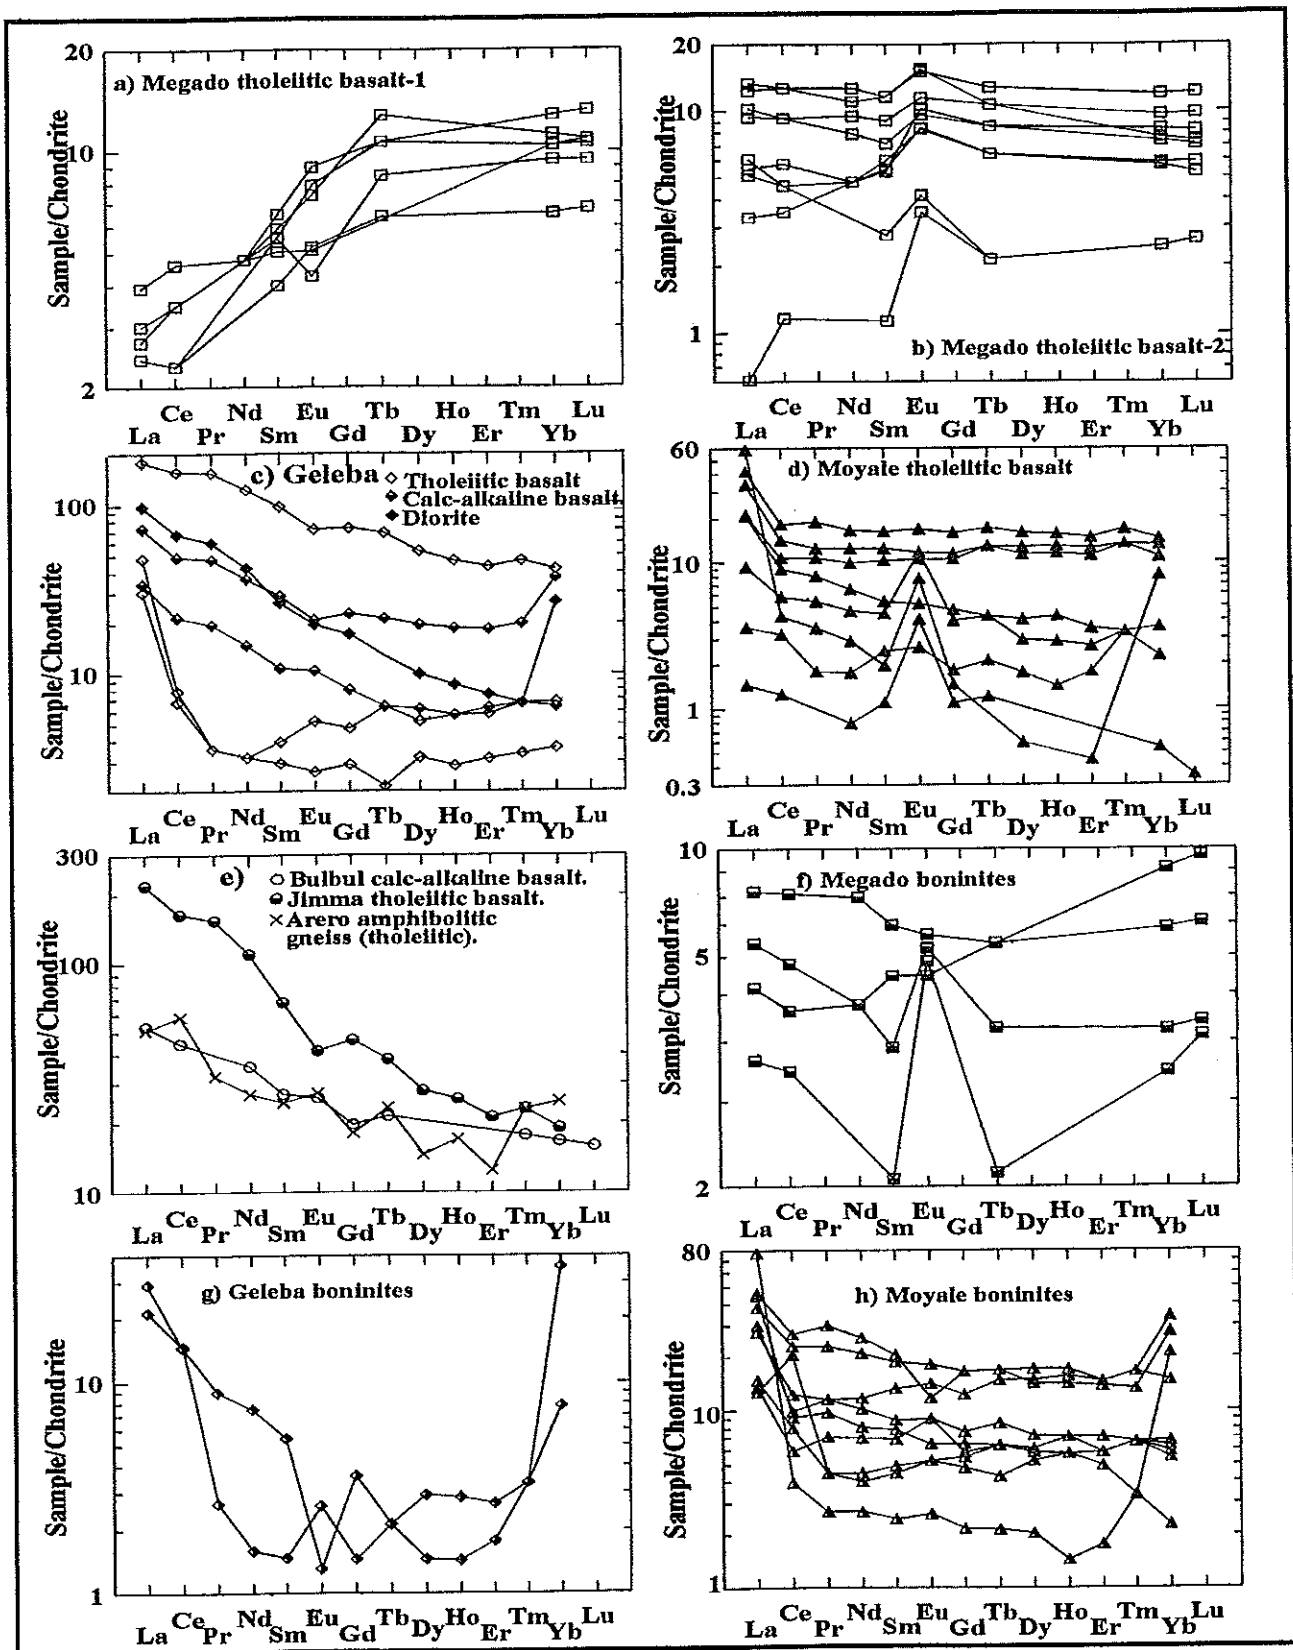 a) Megado tholeiitic basalt-1
20
10
2
Sample/Chondrite
Ce Nd Eu Tb Ho Tm Lu
La Pr Sm Gd Dy Er Yb
b) Megado tholeiitic basalt-2
20
10
1
Sample/Chondrite
Ce Nd Eu Tb Ho Tm Lu
La Pr Sm Gd Dy Er Yb
c) Geleba
Tholeiitic basalt
Calc-alkaline basalt.
Diorite
100
10
Sample/Chondrite
Ce Nd Eu Tb Ho Tm Lu
La Pr Sm Gd Dy Er Yb
d) Moyale tholeiitic basalt
60
10
1
0.3
Sample/Chondrite
Ce Nd Eu Tb Ho Tm Lu
La Pr Sm Gd Dy Er Yb
e)
Bulbul calc-alkaline basalt.
Jimma tholeiitic basalt.
Arero amphibolitic
gneiss (tholeiitic).
300
100
10
Sample/Chondrite
Ce Nd Eu Tb Ho Tm Lu
La Pr Sm Gd Dy Er Yb
f) Megado boninites
10
5
2
Sample/Chondrite
Ce Nd Eu Tb Ho Tm Lu
La Pr Sm Gd Dy Er Yb
g) Geleba boninites
10
1
Sample/Chondrite
Ce Nd Eu Tb Ho Tm Lu
La Pr Sm Gd Dy Er Yb
h) Moyale boninites
80
10
1
Sample/Chondrite
Ce Nd Eu Tb Ho Tm Lu
La Pr Sm Gd Dy Er Yb